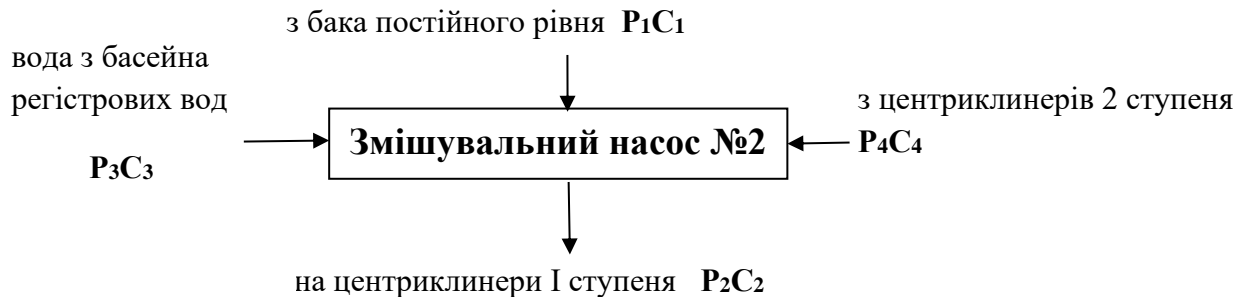 з бака постійного рівня P₁C₁
вода з басейна
регістрових вод
P₃C₃
Змішувальний насос №2
з центриклинерів 2 ступеня
P₄C₄
на центриклинери І ступеня P₂C₂